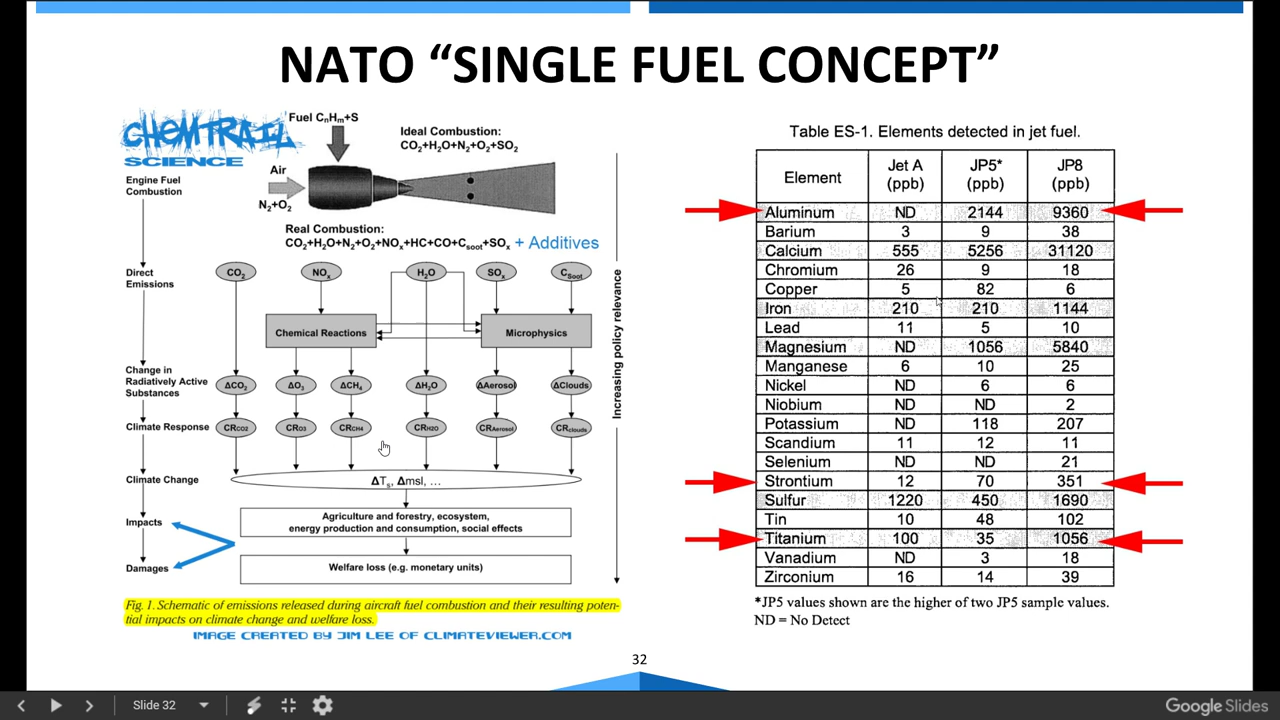 NATO “SINGLE FUEL CONCEPT”
CHEMTRAIL
SCIENCE
Fuel CnHm+S
Ideal Combustion:
CO2+H2O+N2+O2+SO2
Air
N2+O2
Engine Fuel
Combustion
Real Combustion:
CO2+H2O+N2+O2+NOx+HC+CO+Csoot+SOx + Additives
Direct
Emissions
CO2 NOx H2O SOx CSoot
Chemical Reactions Microphysics
Change in
Radiatively Active
Substances
ΔCO2 ΔO3 ΔCH4 ΔH2O ΔAerosol ΔClouds
Climate Response CRCO2 CRO3 CRCH4 CRH2O CRAerosol CRclouds
Climate Change ΔTs, Δmsl, …
Impacts
Agriculture and forestry, ecosystem,
energy production and consumption, social effects
Damages
Welfare loss (e.g. monetary units)
Increasing policy relevance
Fig. 1. Schematic of emissions released during aircraft fuel combustion and their resulting poten-
tial impacts on climate change and welfare loss.
IMAGE CREATED BY JIM LEE OF CLIMATEVIEWER.COM
Table ES-1. Elements detected in jet fuel.
Element Jet A (ppb) JP5* (ppb) JP8 (ppb)
Aluminum ND 2144 9360
Barium 3 9 38
Calcium 555 5256 31120
Chromium 26 9 18
Copper 5 82 6
Iron 210 210 1144
Lead 11 5 10
Magnesium ND 1056 5840
Manganese 6 10 25
Nickel ND 6 6
Niobium ND ND 2
Potassium ND 118 207
Scandium 11 12 11
Selenium ND ND 21
Strontium 12 70 351
Sulfur 1220 450 1690
Tin 10 48 102
Titanium 100 35 1056
Vanadium ND 3 18
Zirconium 16 14 39
*JP5 values shown are the higher of two JP5 sample values.
ND = No Detect
32
Slide 32
Google Slides